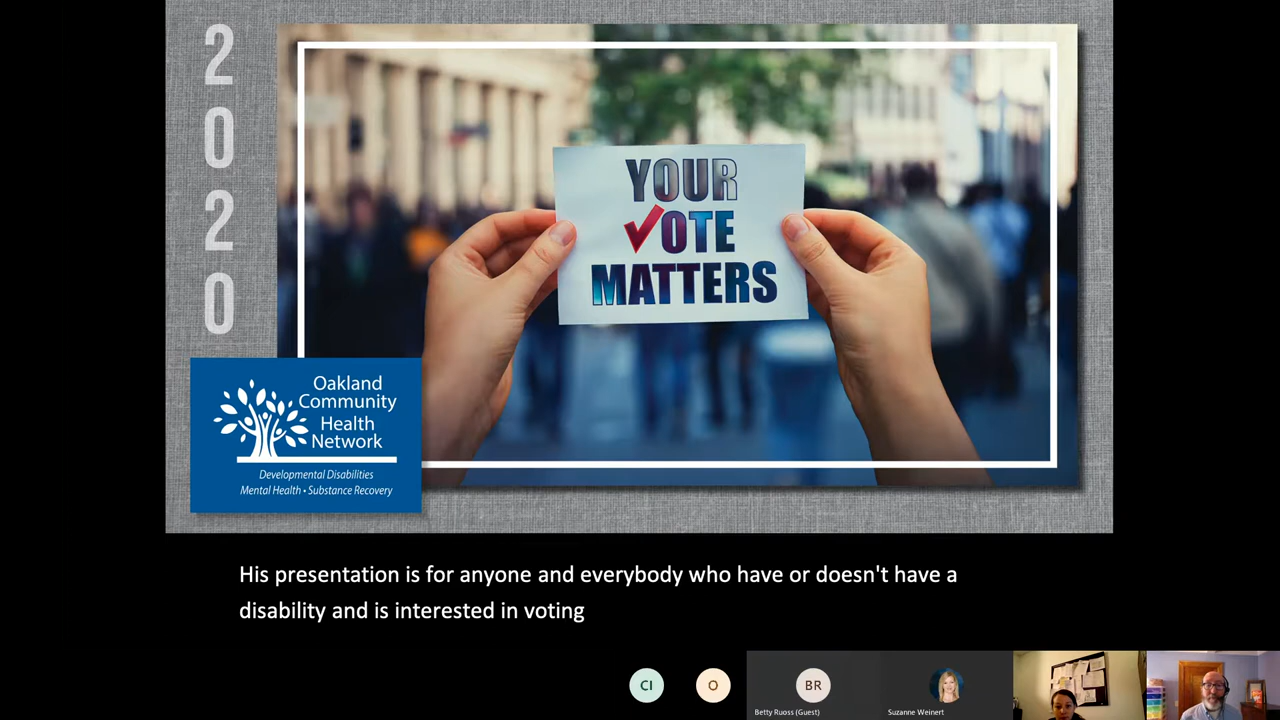 2020
YOUR
VOTE
MATTERS
Oakland
Community
Health
Network
Developmental Disabilities
Mental Health • Substance Recovery
His presentation is for anyone and everybody who have or doesn't have a
disability and is interested in voting
CI
O
BR
Betty Ruoss (Guest)
Suzanne Weinert